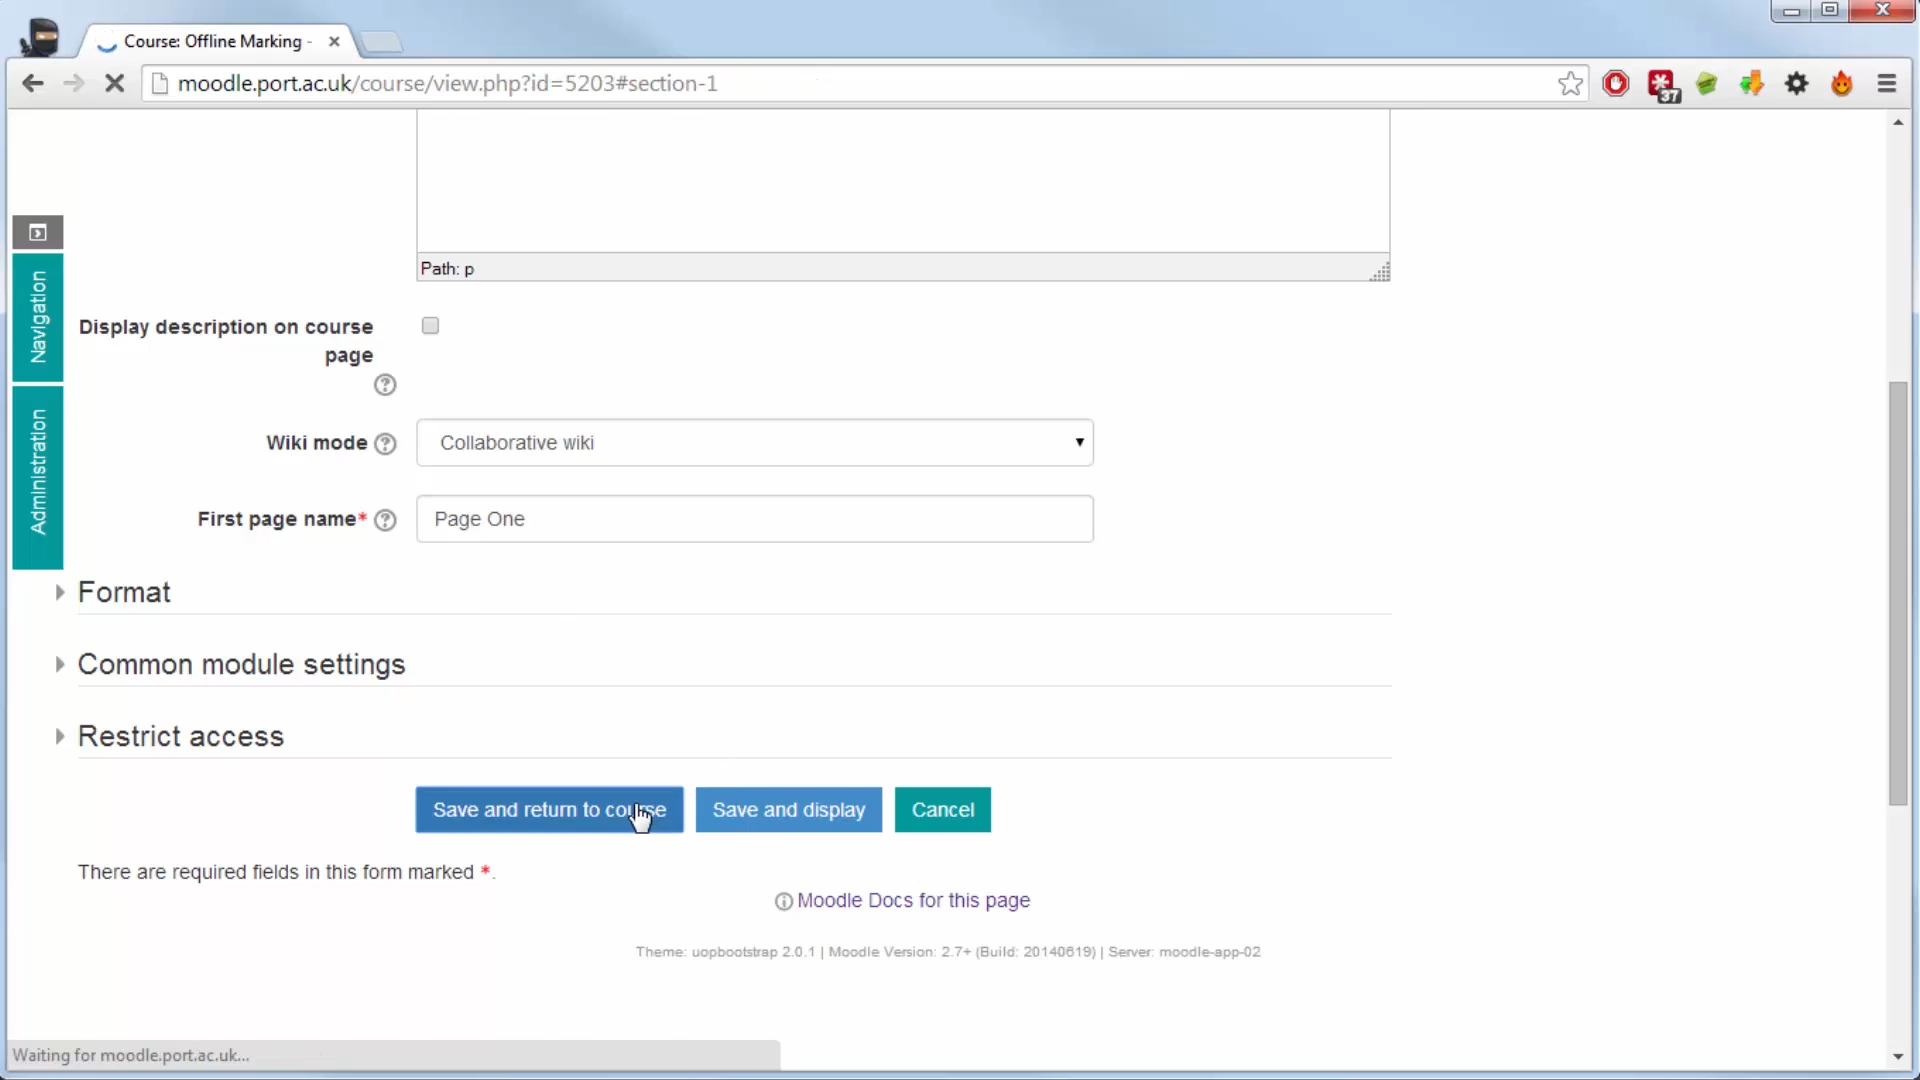 Course: Offline Marking -
moodle.port.ac.uk/course/view.php?id=5203#section-1
37
Path: p
Navigation
Display description on course
page
Administration
Wiki mode
Collaborative wiki
First page name*
Page One
Format
Common module settings
Restrict access
Save and return to course
Save and display
Cancel
There are required fields in this form marked *.
Moodle Docs for this page
Theme: uopbootstrap 2.0.1 | Moodle Version: 2.7+ (Build: 20140619) | Server: moodle-app-02
Waiting for moodle.port.ac.uk...